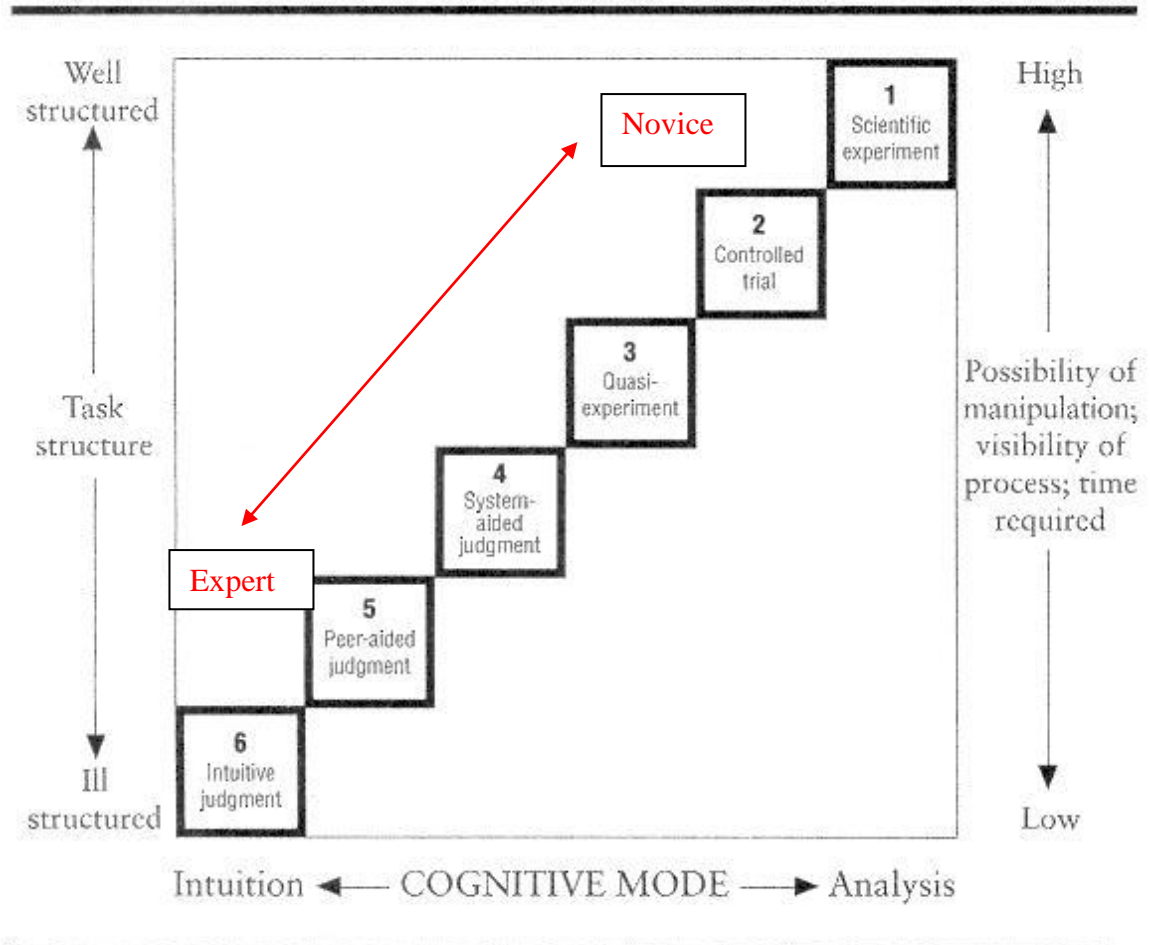 Well
structured
High
Novice
1
Scientific
experiment
2
Controlled
trial
3
Quasi-
experiment
Task
structure
Possibility of
manipulation;
visibility of
process; time
required
4
System-
aided
judgment
Expert
5
Peer-aided
judgment
6
Intuitive
judgment
Ill
structured
Low
Intuition COGNITIVE MODE Analysis